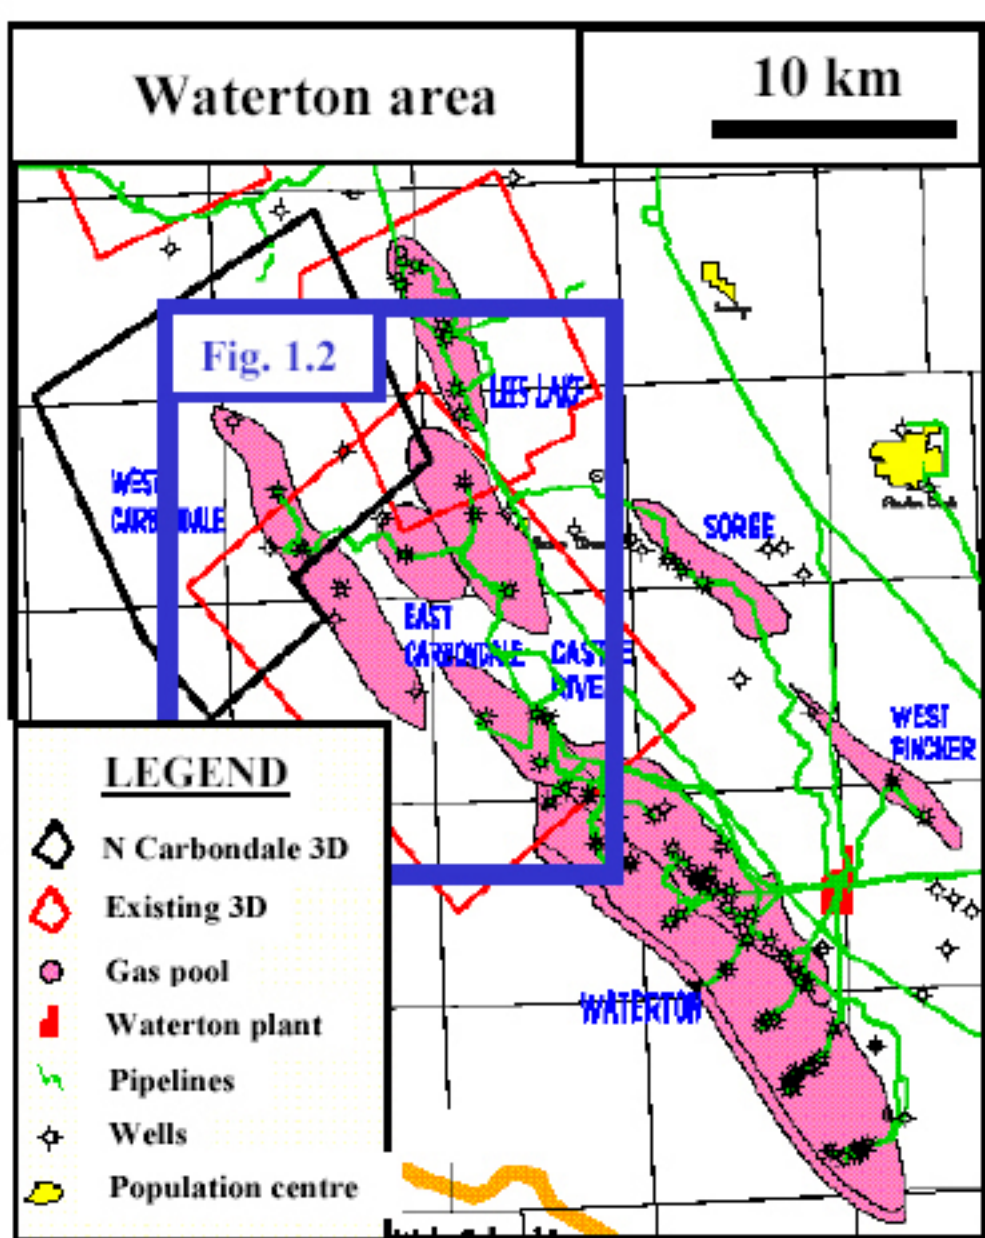 Waterton area
10 km
Fig. 1.2
LEES LAKE
WEST
CARBONDALE
SORGE
EAST
CARBONDALE
CASTLE
RIVER
WEST
PINCHER
WATERTON
LEGEND
N Carbondale 3D
Existing 3D
Gas pool
Waterton plant
Pipelines
Wells
Population centre